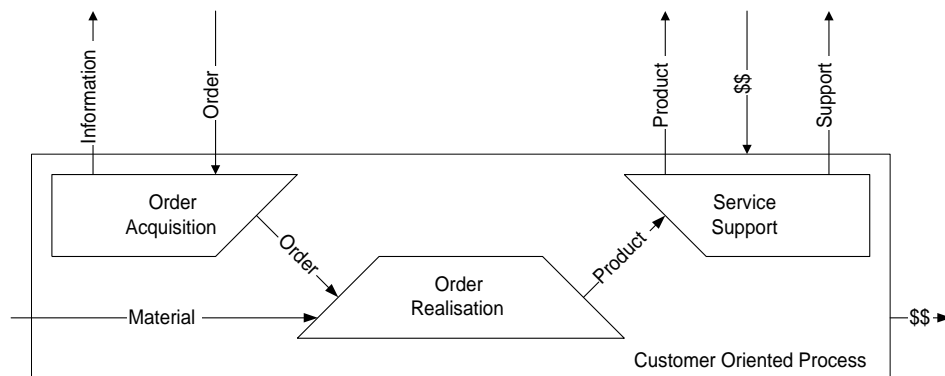 Information
Order
Product
$$
Support
Order
Acquisition
Service
Support
Order
Product
Order
Realisation
Material
$$
Customer Oriented Process